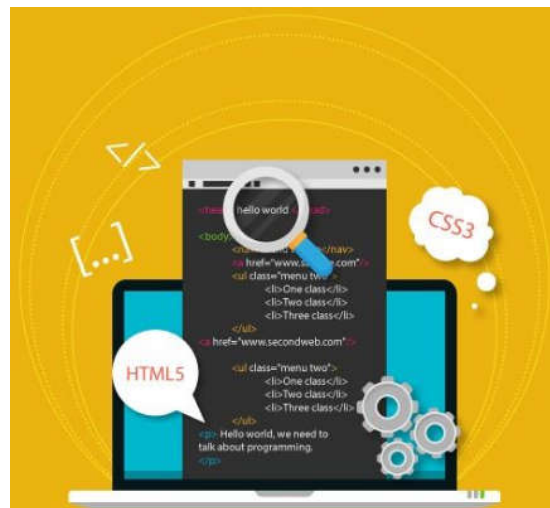 </>
hello world
[...]
CSS3
<body>
<a href="www.s
<ul class="menu two">
<li>One class</li>
<li>Two class</li>
<li>Three class</li>
</ul>
<a href="www.secondweb.com"/>
<ul class="menu two">
<li>One class</li>
<li>Two class</li>
<li>Three class</li>
</ul>
<p> Hello world, we need to
talk about programming.
</p>
HTML5